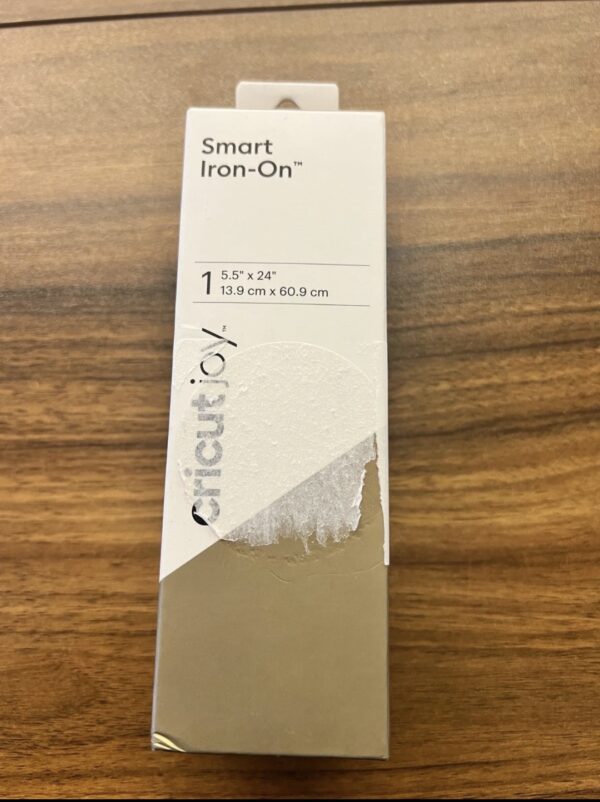 Smart
Iron-On™
1 5.5" x 24"
13.9 cm x 60.9 cm
cricut joy™